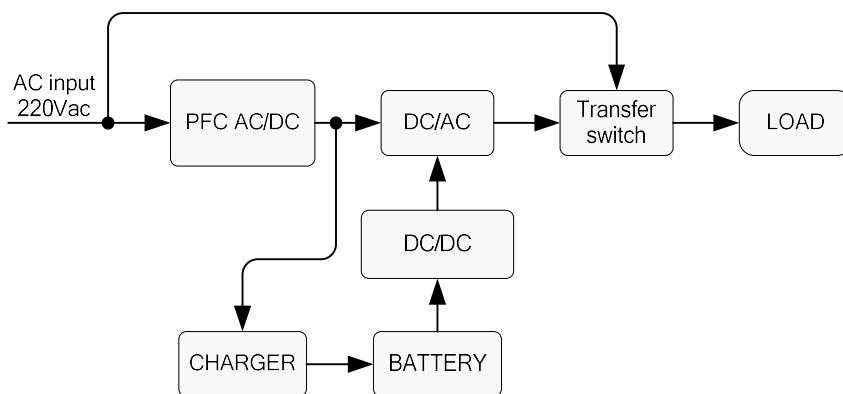 AC input
220Vac
PFC AC/DC
DC/AC
Transfer
switch
LOAD
DC/DC
CHARGER
BATTERY